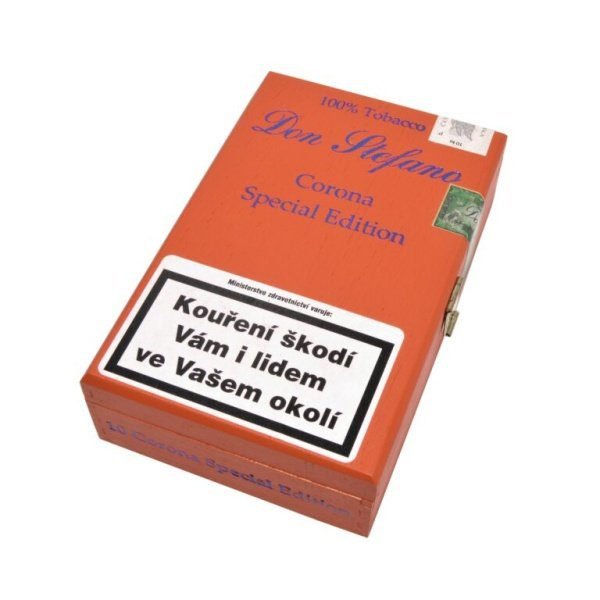 100% Tobacco
Don Stefano
Corona
Special Edition
Ministerstvo zdravotnictví varuje:
Kouření škodí
Vám i lidem
ve Vašem okolí
10 Corona Special Edition